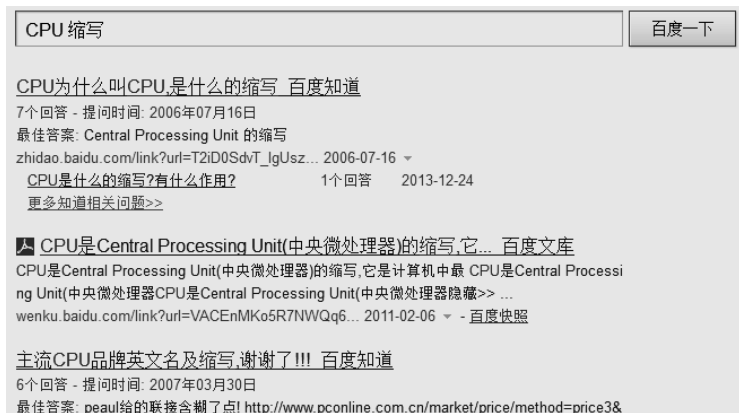 CPU 缩写 百度一下
CPU为什么叫CPU,是什么的缩写_百度知道
7个回答 - 提问时间: 2006年07月16日
最佳答案: Central Processing Unit 的缩写
zhidao.baidu.com/link?url=T2iD0SdvT_IgUsz... 2006-07-16
CPU是什么的缩写?有什么作用? 1个回答 2013-12-24
更多知道相关问题>>
CPU是Central Processing Unit(中央微处理器)的缩写,它..._百度文库
CPU是Central Processing Unit(中央微处理器)的缩写,它是计算机中最 CPU是Central Processi
ng Unit(中央微处理器CPU是Central Processing Unit(中央微处理器隐藏>> ...
wenku.baidu.com/link?url=VACEnMKo5R7NWQq6... 2011-02-06 - 百度快照
主流CPU品牌英文名及缩写,谢谢了!!!_百度知道
6个回答 - 提问时间: 2007年03月30日
最佳答案: peaul给的联接含糊了点! http://www.pconline.com.cn/market/price/method=price3&